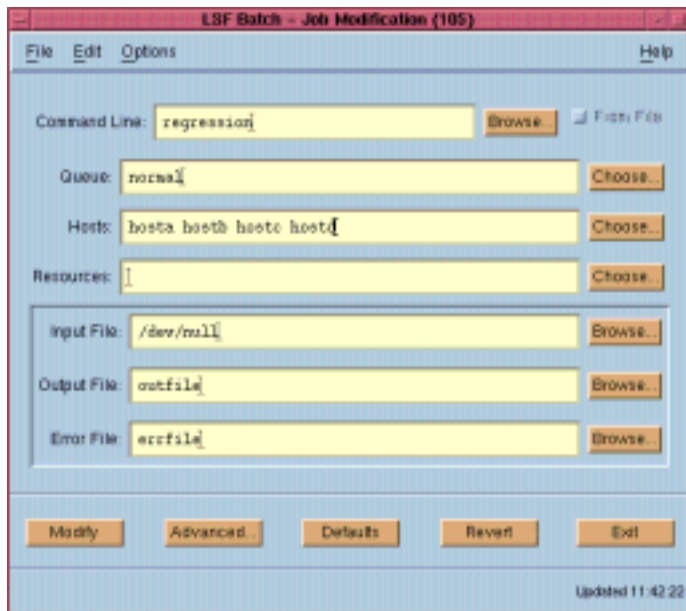 LSF Batch – Job Modification (105)
File Edit Options Help
Command Line: regression Browse... From File
Queue: normal Choose...
Hosts: hosta hostb hostc hostd Choose...
Resources: Choose...
Input File: /dev/null Browse...
Output File: outfile Browse...
Error File: errfile Browse...
Modify Advanced... Defaults Revert Exit
Updated 11:42:22